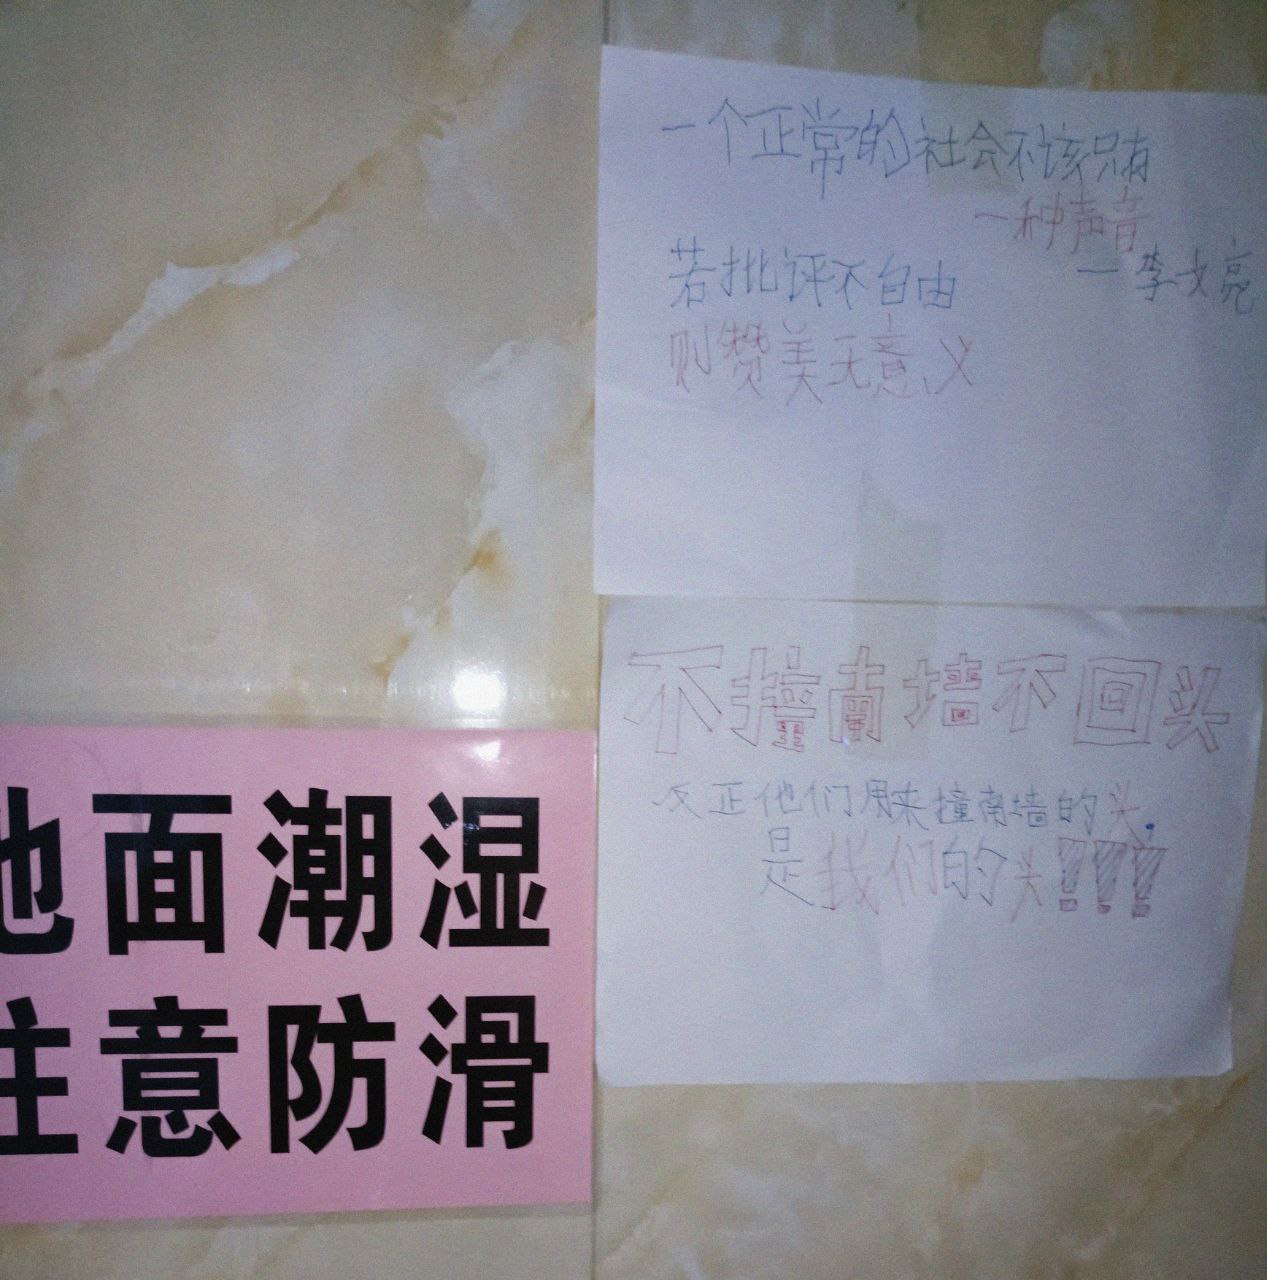 一个正常的社会不该只有
一种声音
— 李文亮
若批评不自由
则赞美无意义
不撞南墙不回头
反正他们用来撞南墙的头,
是我们的头!!!
地面潮湿
注意防滑